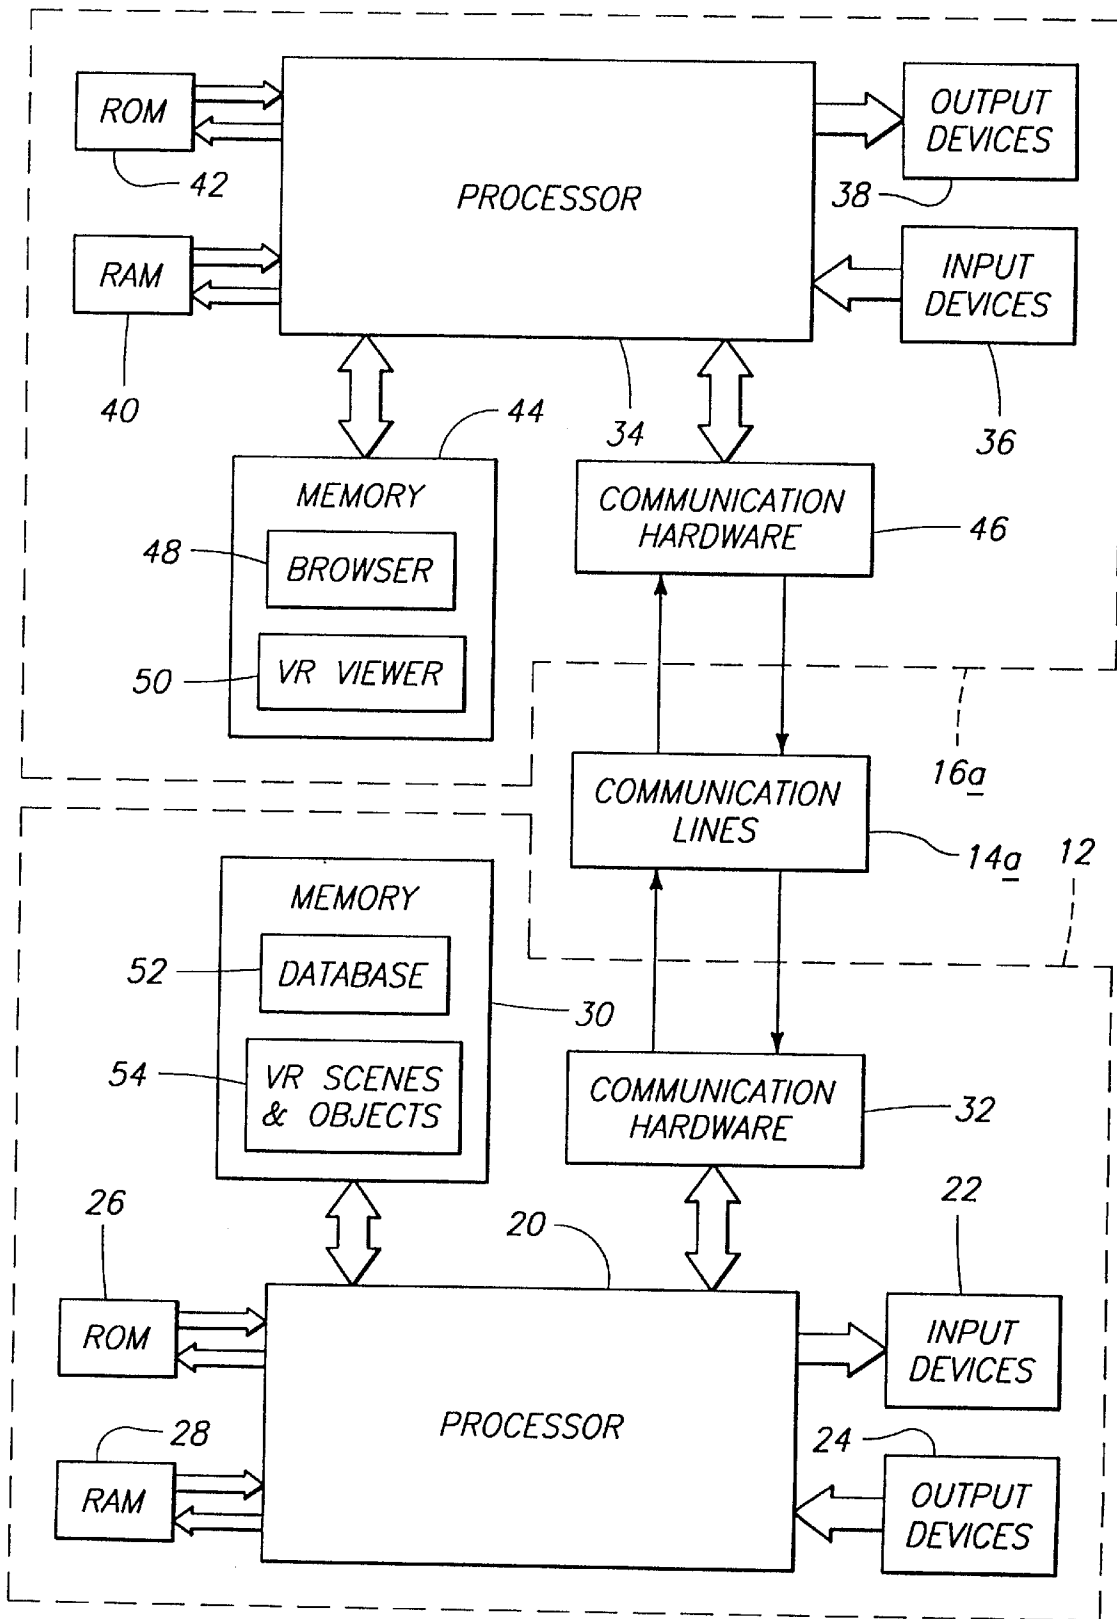 ROM
42
PROCESSOR
OUTPUT
DEVICES
38
RAM
40
INPUT
DEVICES
36
34
44
MEMORY
48
BROWSER
50
VR VIEWER
COMMUNICATION
HARDWARE
46
16a
COMMUNICATION
LINES
14a
12
MEMORY
52
DATABASE
30
54
VR SCENES
& OBJECTS
COMMUNICATION
HARDWARE
32
26
ROM
20
22
INPUT
DEVICES
PROCESSOR
28
RAM
24
OUTPUT
DEVICES